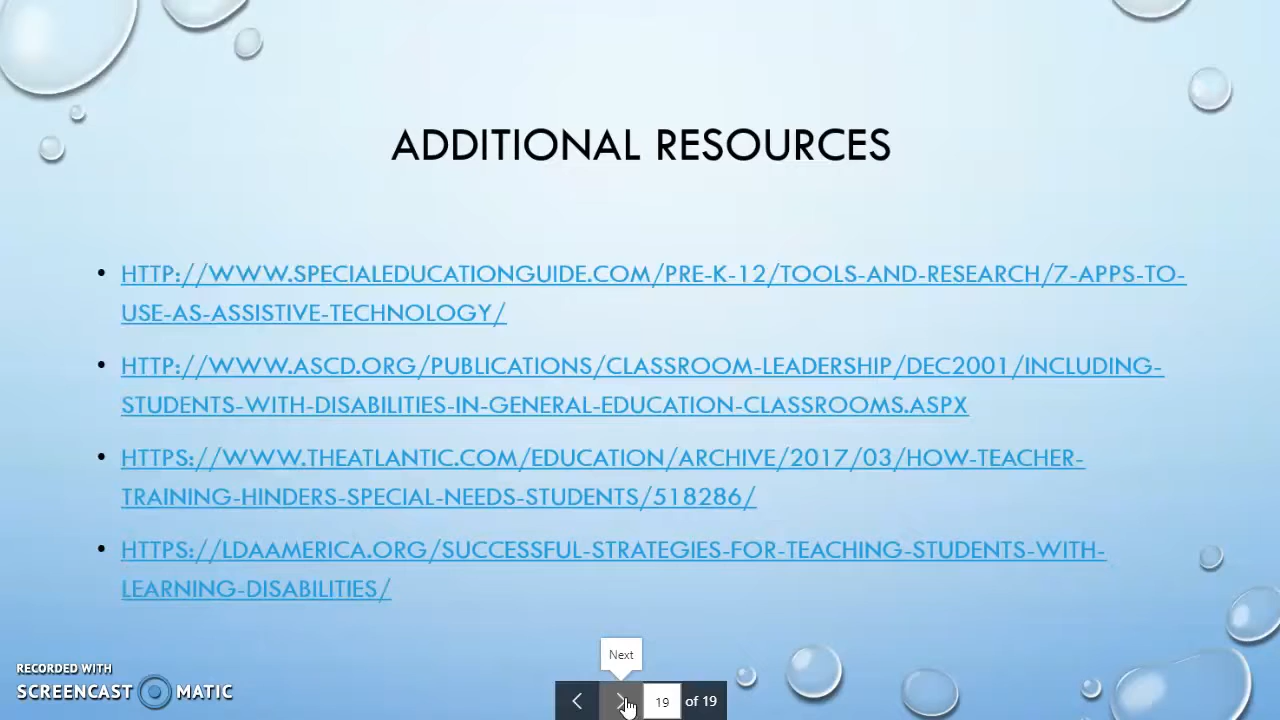 ADDITIONAL RESOURCES
• HTTP://WWW.SPECIALEDUCATIONGUIDE.COM/PRE-K-12/TOOLS-AND-RESEARCH/7-APPS-TO-
USE-AS-ASSISTIVE-TECHNOLOGY/
• HTTP://WWW.ASCD.ORG/PUBLICATIONS/CLASSROOM-LEADERSHIP/DEC2001/INCLUDING-
STUDENTS-WITH-DISABILITIES-IN-GENERAL-EDUCATION-CLASSROOMS.ASPX
• HTTPS://WWW.THEATLANTIC.COM/EDUCATION/ARCHIVE/2017/03/HOW-TEACHER-
TRAINING-HINDERS-SPECIAL-NEEDS-STUDENTS/518286/
• HTTPS://LDAAMERICA.ORG/SUCCESSFUL-STRATEGIES-FOR-TEACHING-STUDENTS-WITH-
LEARNING-DISABILITIES/
Next
RECORDED WITH
SCREENCAST MATIC
19 of 19